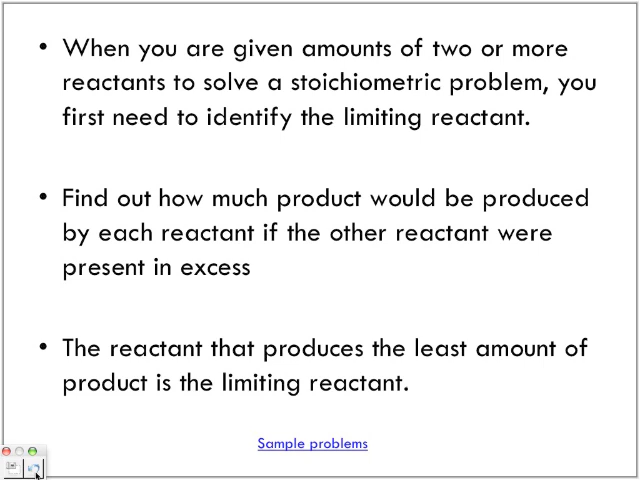 • When you are given amounts of two or more
reactants to solve a stoichiometric problem, you
first need to identify the limiting reactant.
• Find out how much product would be produced
by each reactant if the other reactant were
present in excess
• The reactant that produces the least amount of
product is the limiting reactant.
Sample problems